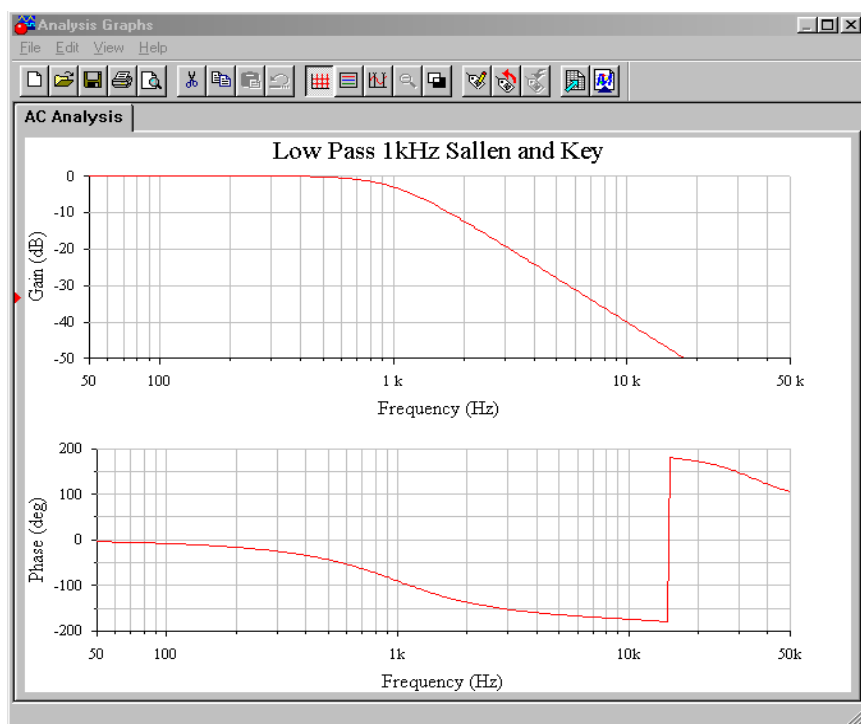 Analysis Graphs
File Edit View Help
AC Analysis
Low Pass 1kHz Sallen and Key
0
-10
-20
-30
-40
-50
Gain (dB)
50 100 1 k 10 k 50 k
Frequency (Hz)
200
100
0
-100
-200
Phase (deg)
50 100 1k 10k 50k
Frequency (Hz)